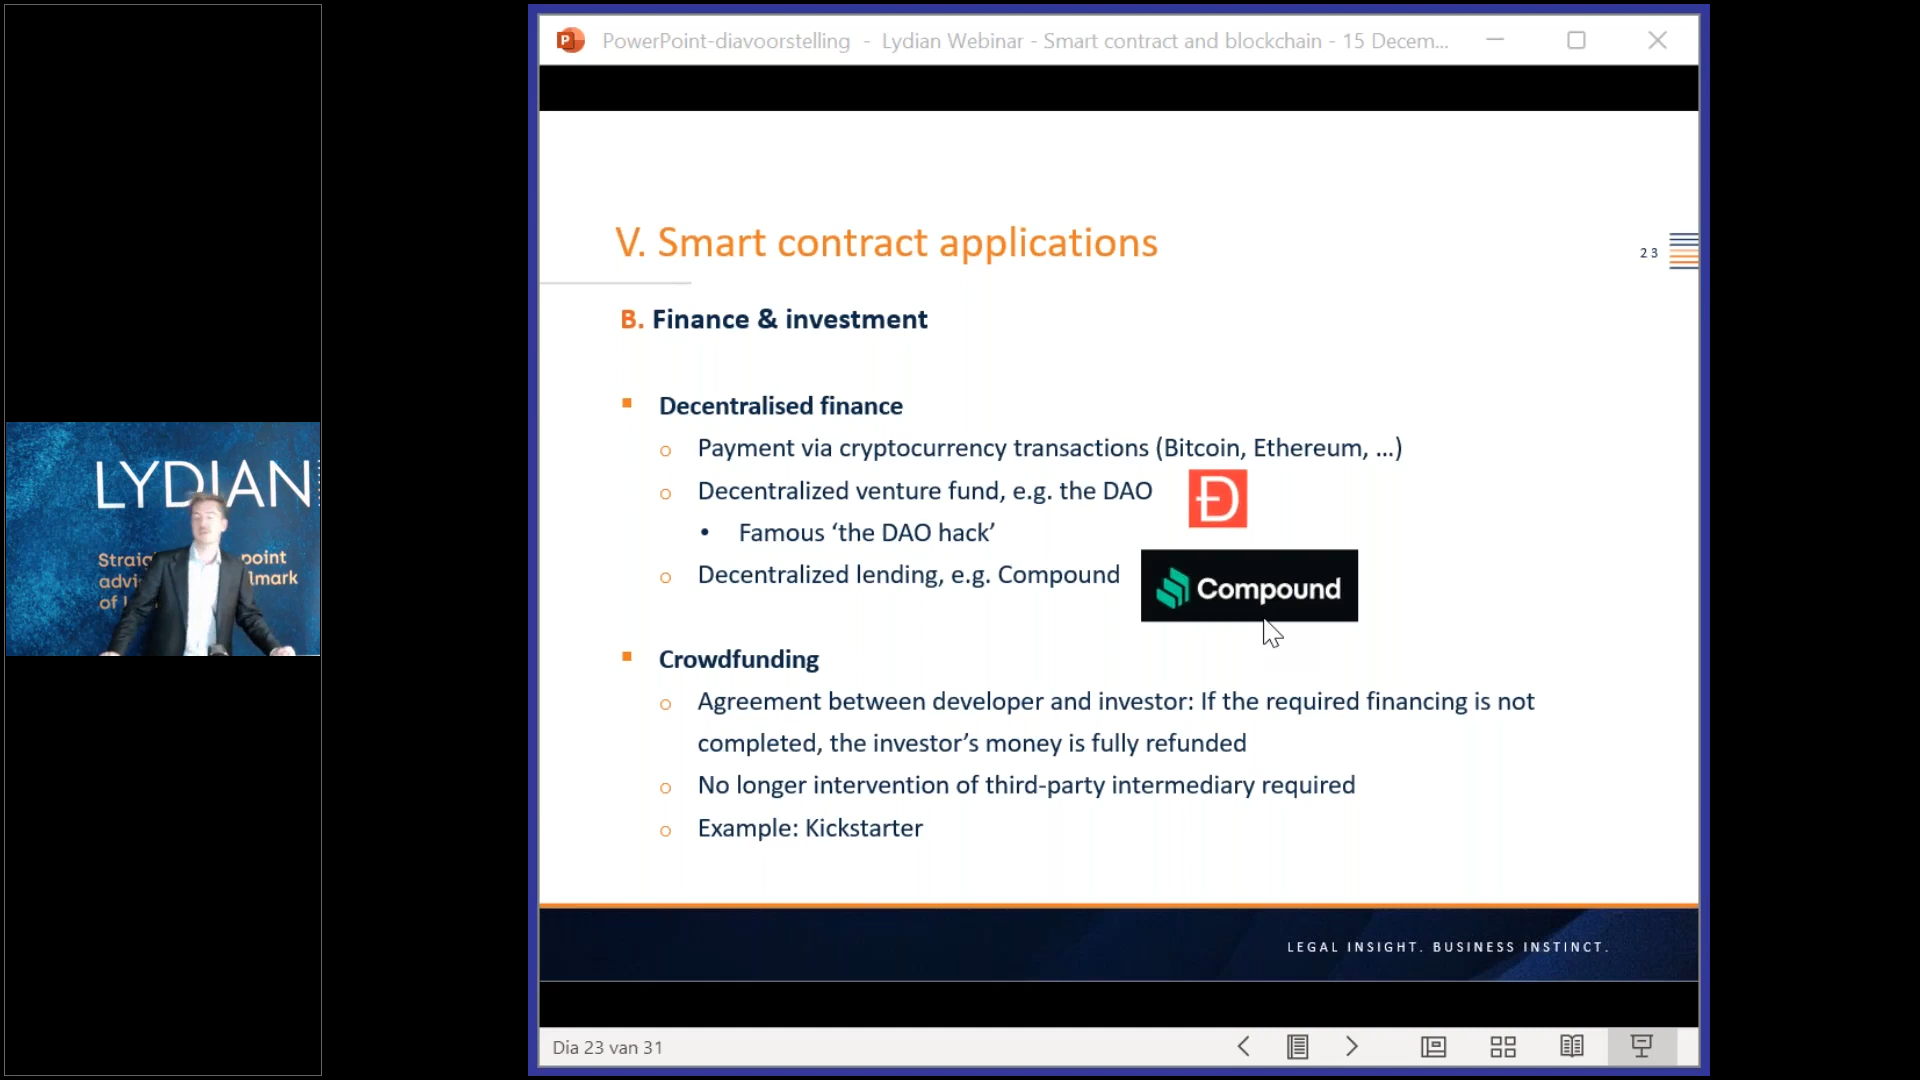 PowerPoint-diavoorstelling - Lydian Webinar - Smart contract and blockchain - 15 Decem...
V. Smart contract applications
23
B. Finance & investment
Decentralised finance
Payment via cryptocurrency transactions (Bitcoin, Ethereum, ...)
Decentralized venture fund, e.g. the DAO
Famous ‘the DAO hack’
Decentralized lending, e.g. Compound
Compound
Crowdfunding
Agreement between developer and investor: If the required financing is not
completed, the investor’s money is fully refunded
No longer intervention of third-party intermediary required
Example: Kickstarter
LEGAL INSIGHT. BUSINESS INSTINCT.
Dia 23 van 31
LYDIAN
point